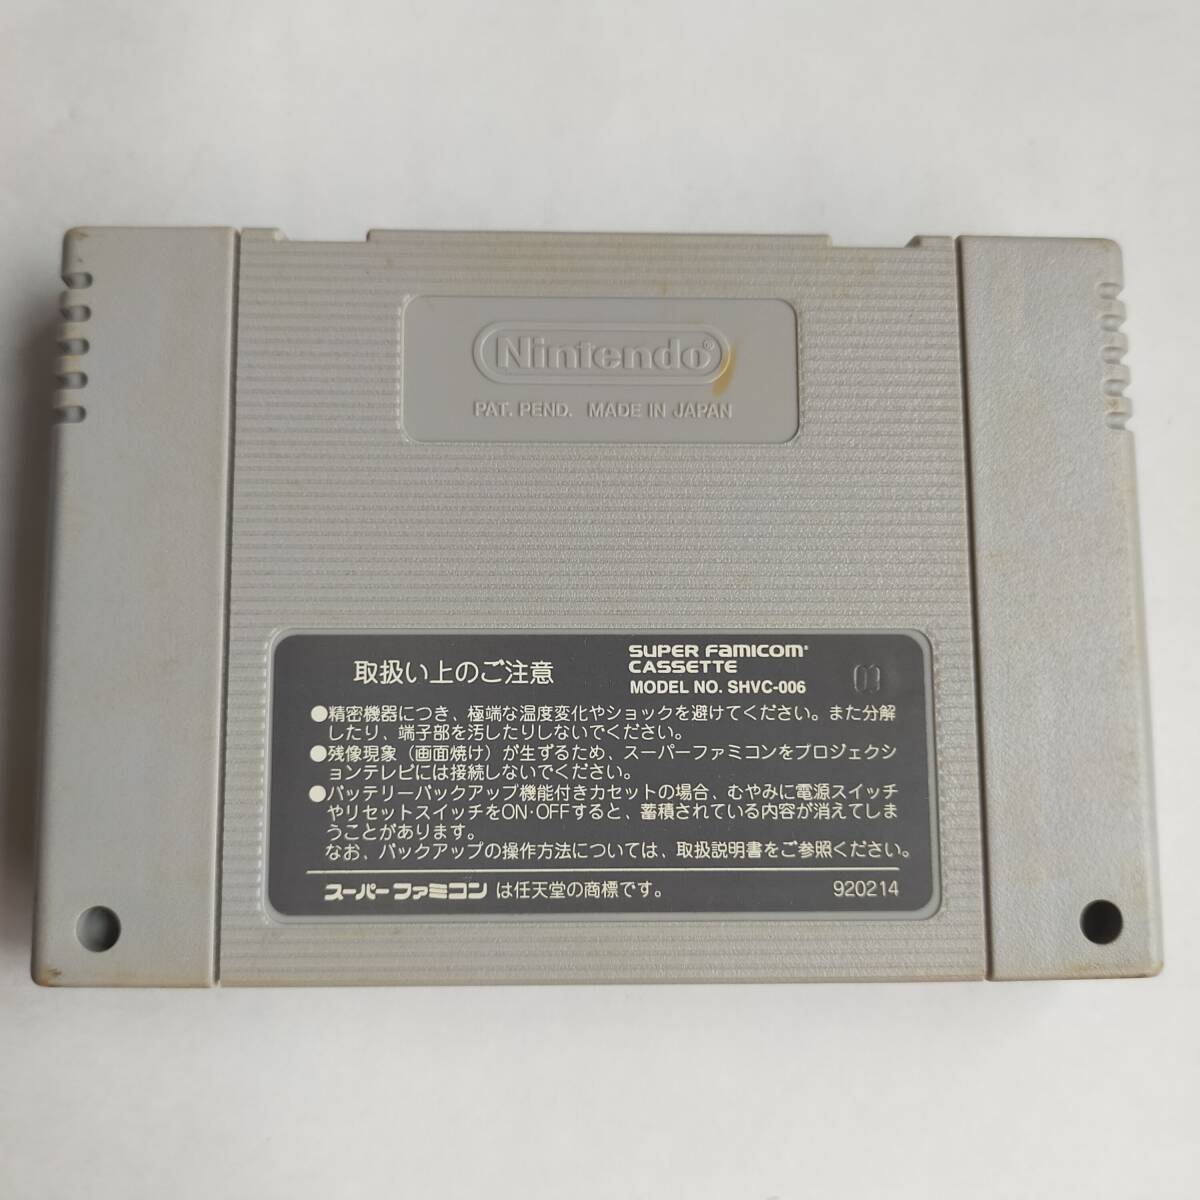 Nintendo®
PAT. PEND. MADE IN JAPAN
取扱い上のご注意
SUPER FAMICOM
CASSETTE
MODEL NO. SHVC-006
●精密機器につき、極端な温度変化やショックを避けてください。また分解
したり、端子部を汚したりしないでください。
●残像現象（画面焼け）が生ずるため、スーパーファミコンをプロジェクシ
ョンテレビには接続しないでください。
●バッテリーバックアップ機能付きカセットの場合、むやみに電源スイッチ
やリセットスイッチをON・OFFすると、蓄積されている内容が消えてしま
うことがあります。
なお、バックアップの操作方法については、取扱説明書をご参照ください。
スーパーファミコン は任天堂の商標です。
920214